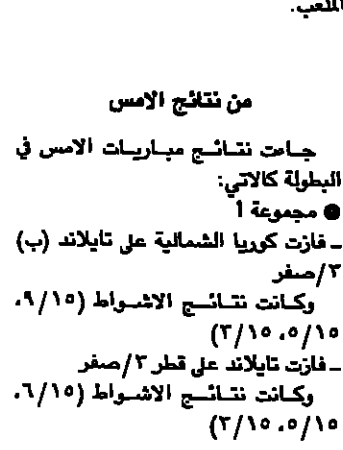 الملعب.
من نتائج الامس
جاءت نتائج مباريات الامس في
البطولة كالاتي:
● مجموعة 1
ـ فازت كوريا الشمالية على تايلاند (ب)
٣/صفر
وكانت نتائج الاشواط (٩/١٥،
٥/١٥، ٣/١٥)
ـ فازت تايلاند على قطر ٣/صفر
وكانت نتائج الاشواط (٦/١٥،
٥/١٥، ٣/١٥)